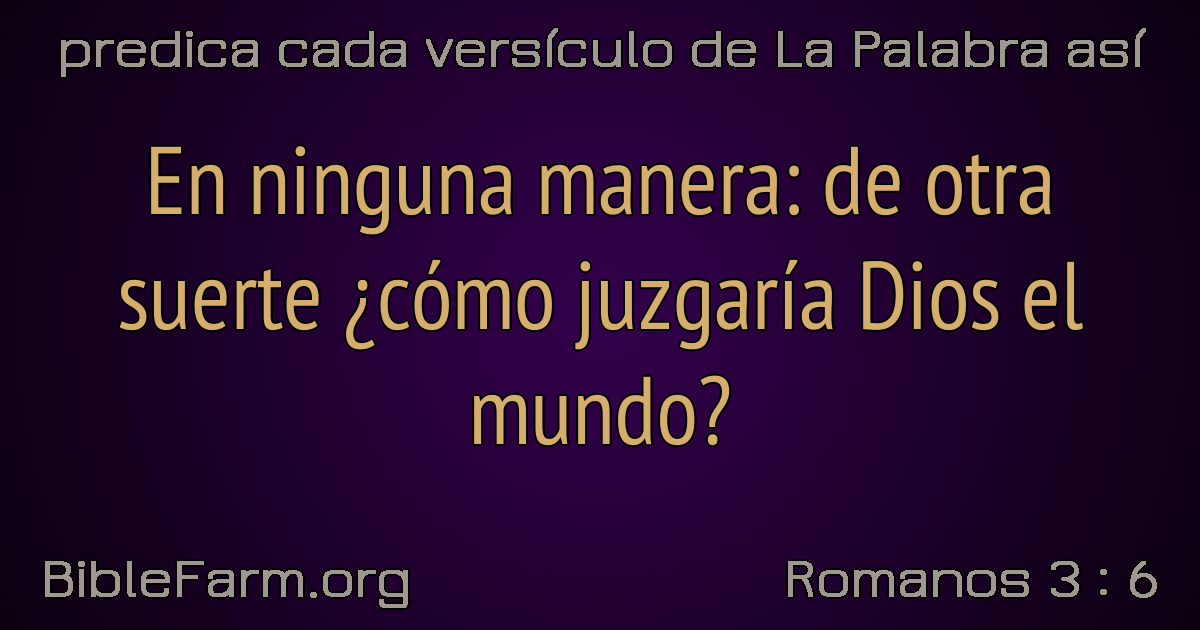 predica cada versículo de La Palabra así
En ninguna manera: de otra
suerte ¿cómo juzgaría Dios el
mundo?
BibleFarm.org
Romanos 3 : 6